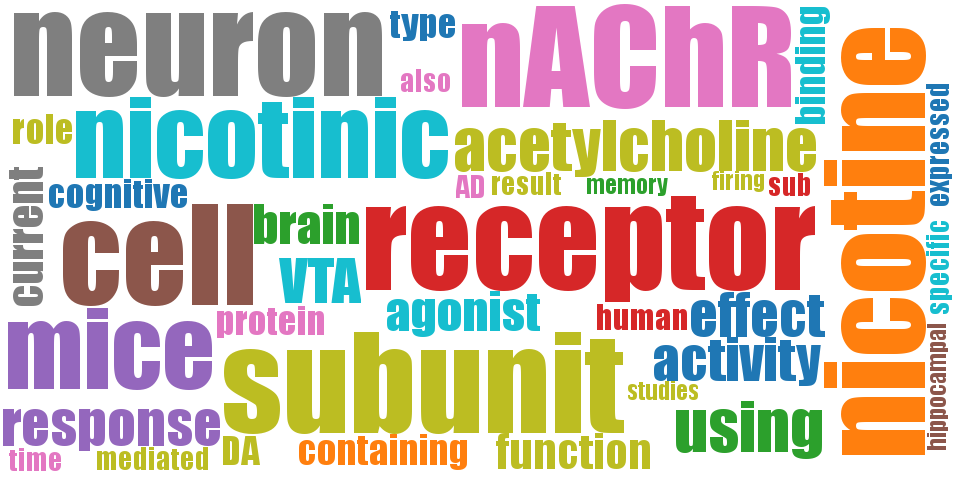 neuron
type
also
nAChR
binding
nicotine
role
nicotinic
acetylcholine
expressed
current
cognitive
AD
result
memory
firing
sub
cell
brain
receptor
VTA
specific
protein
agonist
human
effect
mice
subunit
activity
hippocampal
response
studies
using
time
mediated
DA
containing
function